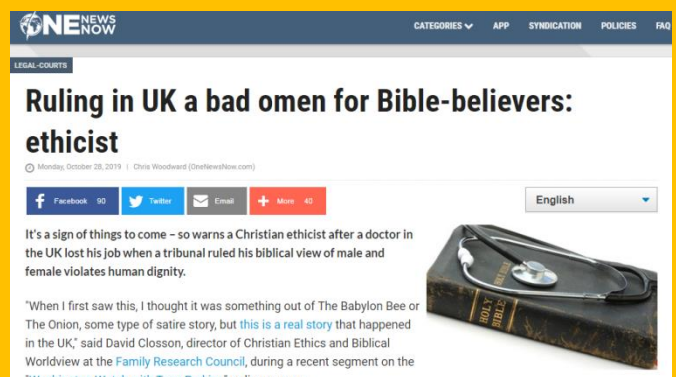 ONE NEWS NOW
CATEGORIES APP SYNDICATION POLICIES FAQ
LEGAL-COURTS
Ruling in UK a bad omen for Bible-believers:
ethicist
Monday, October 28, 2019 | Chris Woodward (OneNewsNow.com)
Facebook 90 Twitter Email More 40 English
It's a sign of things to come – so warns a Christian ethicist after a doctor in
the UK lost his job when a tribunal ruled his biblical view of male and
female violates human dignity.
HOLY BIBLE
"When I first saw this, I thought it was something out of The Babylon Bee or
The Onion, some type of satire story, but this is a real story that happened
in the UK," said David Closson, director of Christian Ethics and Biblical
Worldview at the Family Research Council, during a recent segment on the